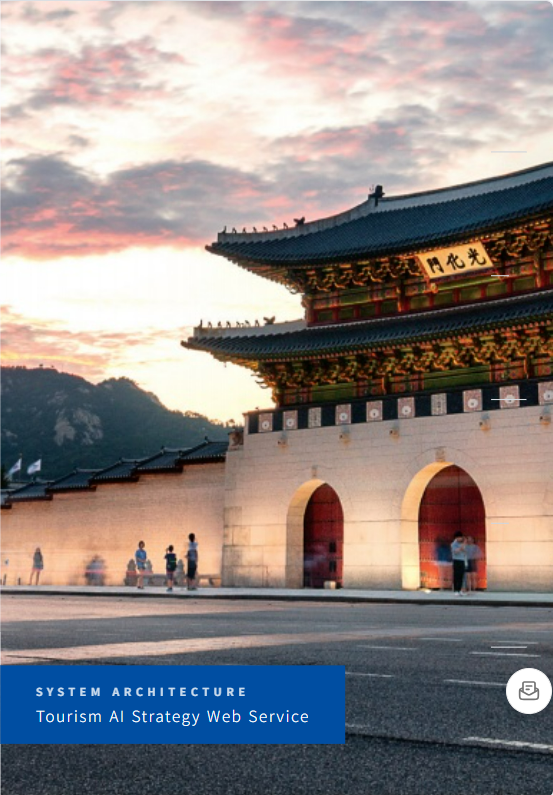 門化光
SYSTEM ARCHITECTURE
Tourism AI Strategy Web Service